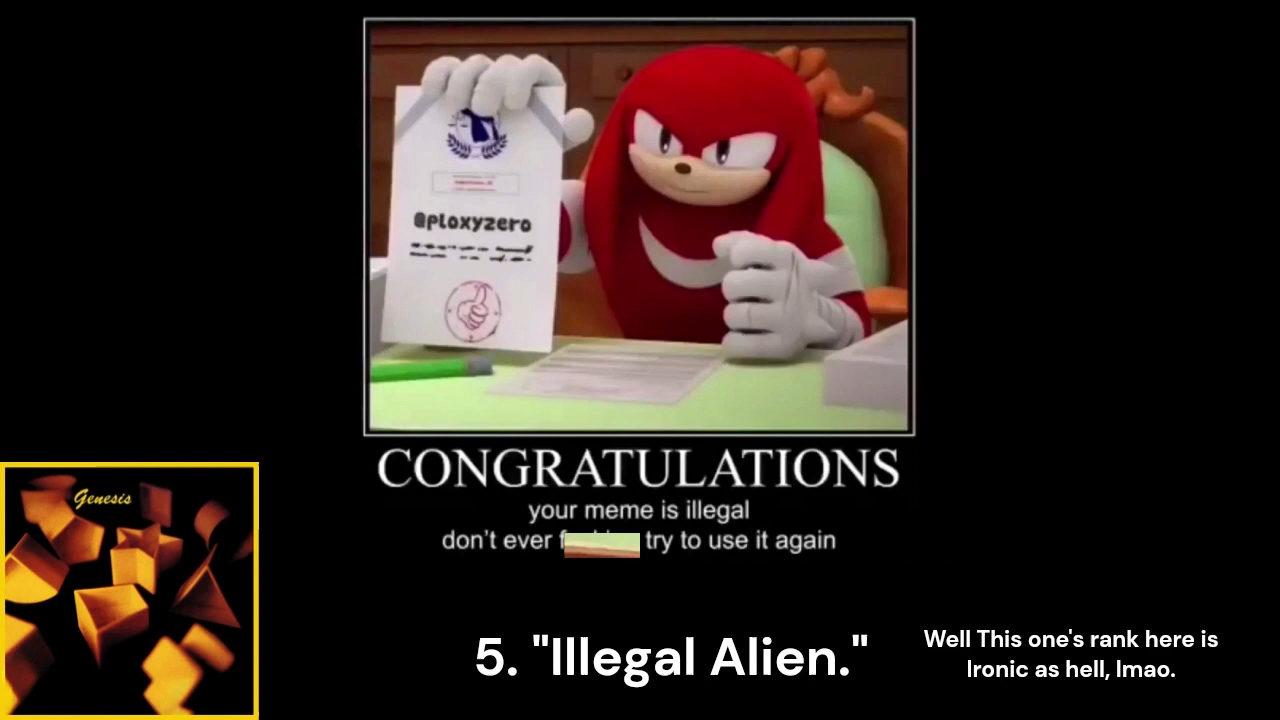 @ploxyzero
CONGRATULATIONS
your meme is illegal
don't ever try to use it again
Genesis
5. "Illegal Alien."
Well This one's rank here is
Ironic as hell, lmao.